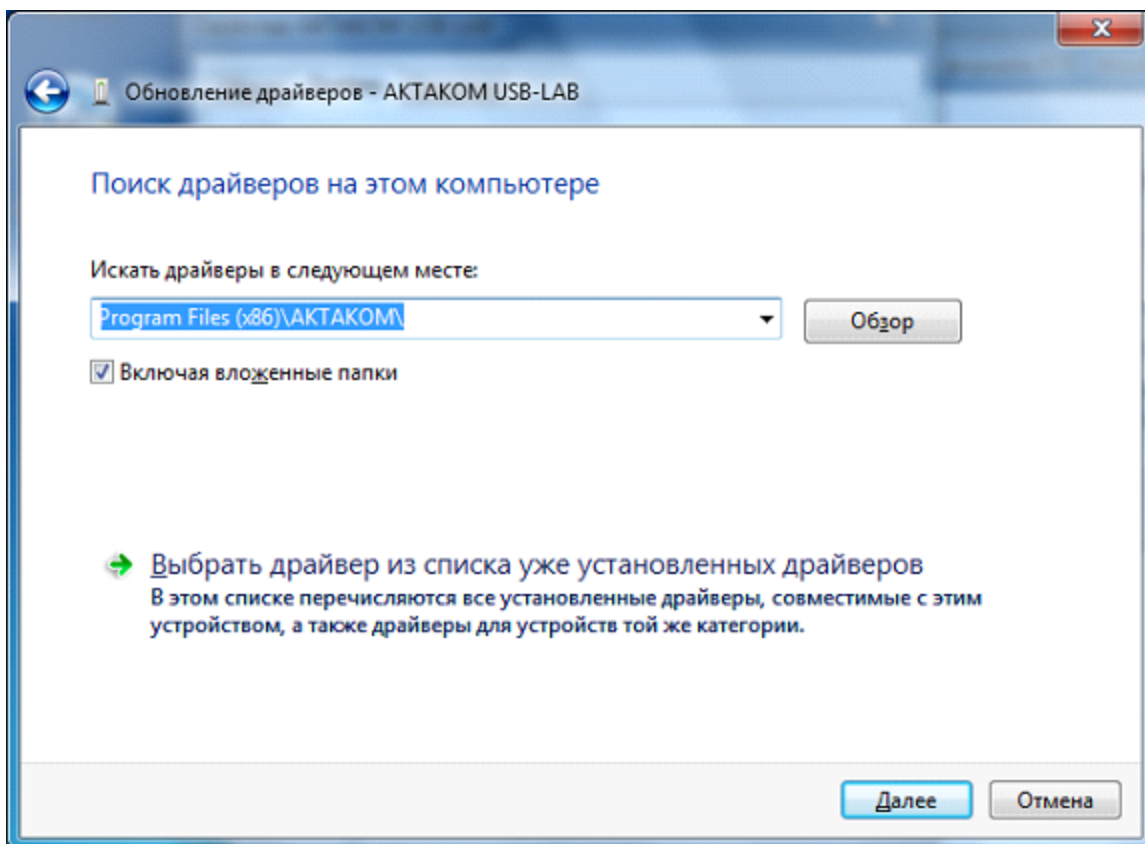 Обновление драйверов - AKTAKOM USB-LAB
Поиск драйверов на этом компьютере
Искать драйверы в следующем месте:
Program Files (x86)\AKTAKOM\
Обзор
Включая вложенные папки
Выбрать драйвер из списка уже установленных драйверов
В этом списке перечисляются все установленные драйверы, совместимые с этим
устройством, а также драйверы для устройств той же категории.
Далее
Отмена